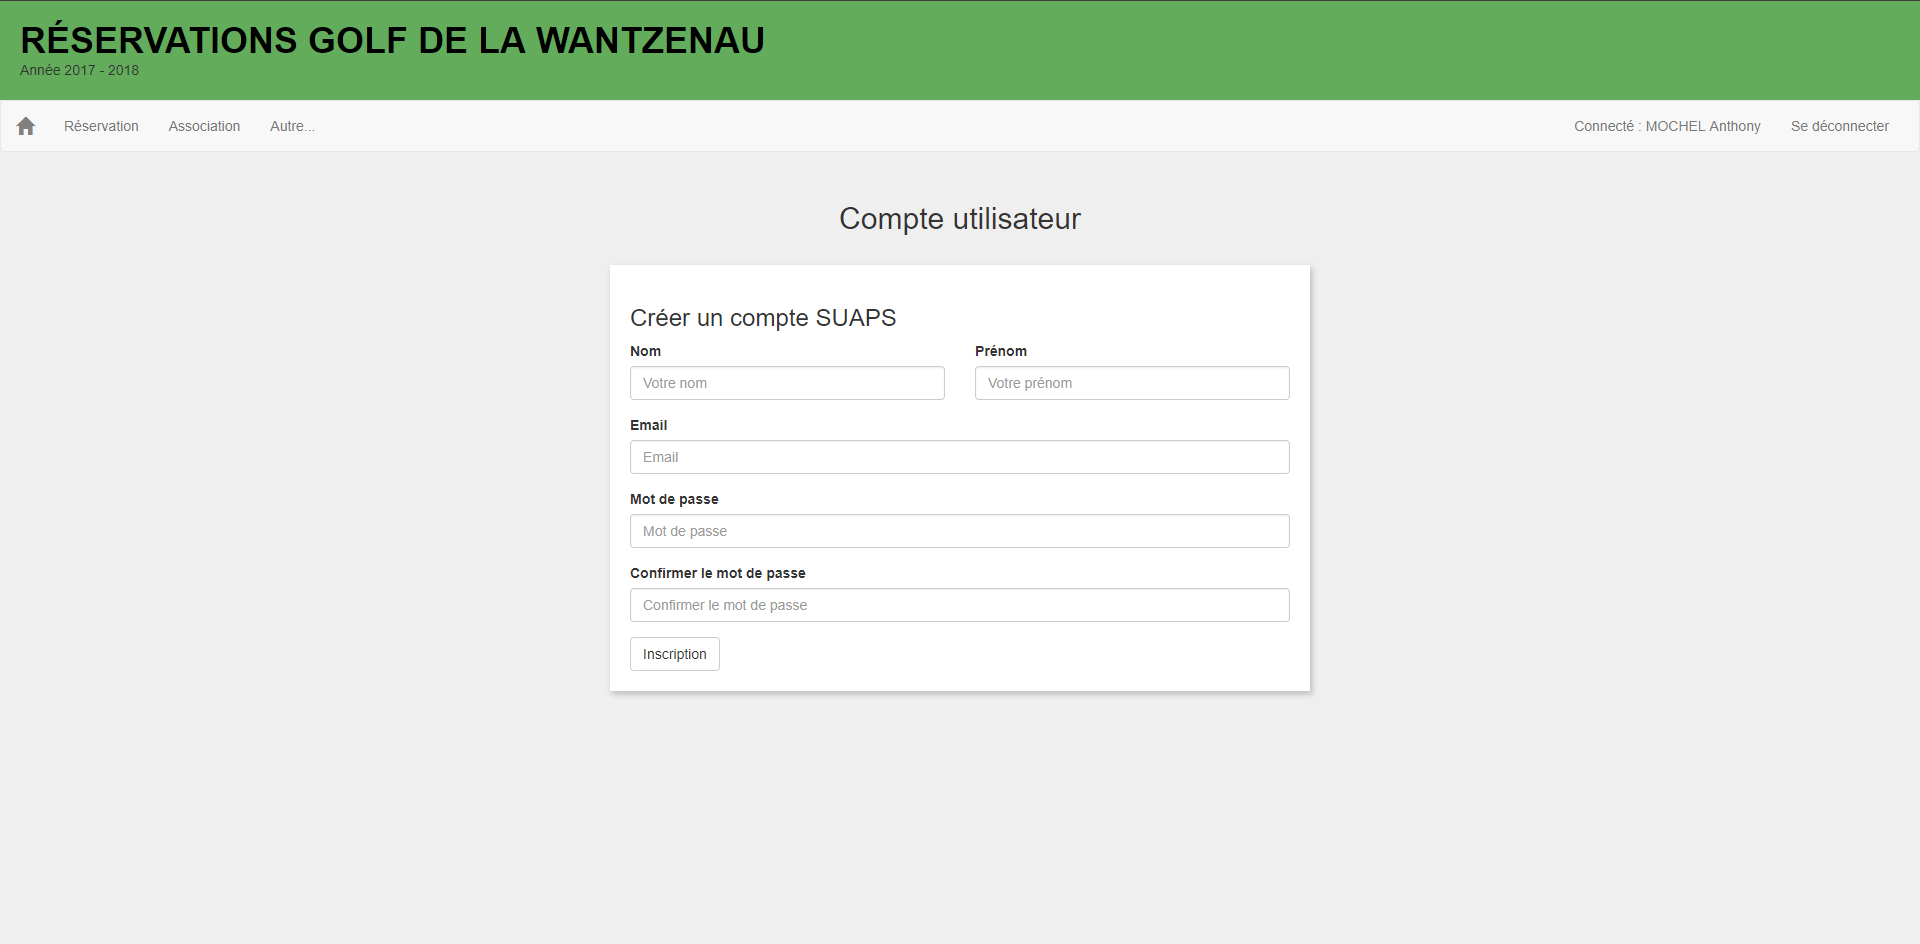 RÉSERVATIONS GOLF DE LA WANTZENAU
Année 2017 - 2018
Réservation Association Autre... Connecté : MOCHEL Anthony Se déconnecter
Compte utilisateur
Créer un compte SUAPS
Nom Prénom
Votre nom Votre prénom
Email
Email
Mot de passe
Mot de passe
Confirmer le mot de passe
Confirmer le mot de passe
Inscription